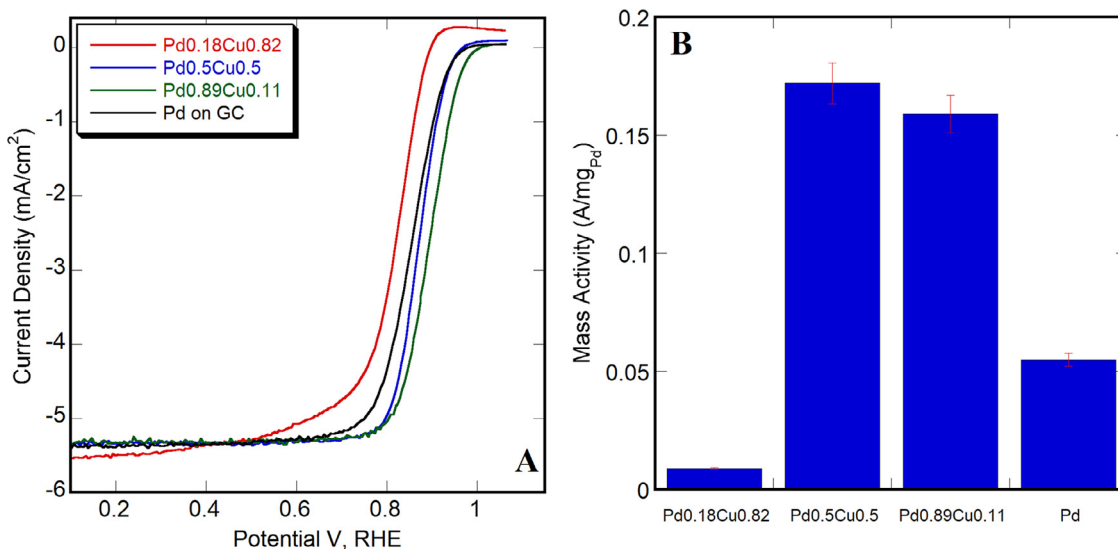 Pd0.18Cu0.82
Pd0.5Cu0.5
Pd0.89Cu0.11
Pd on GC
0
-1
-2
-3
-4
-5
-6
Current Density (mA/cm²)
0.2
0.4
0.6
0.8
1
Potential V, RHE
A
B
0.2
0.15
0.1
0.05
0
Mass Activity (A/mgPd)
Pd0.18Cu0.82
Pd0.5Cu0.5
Pd0.89Cu0.11
Pd